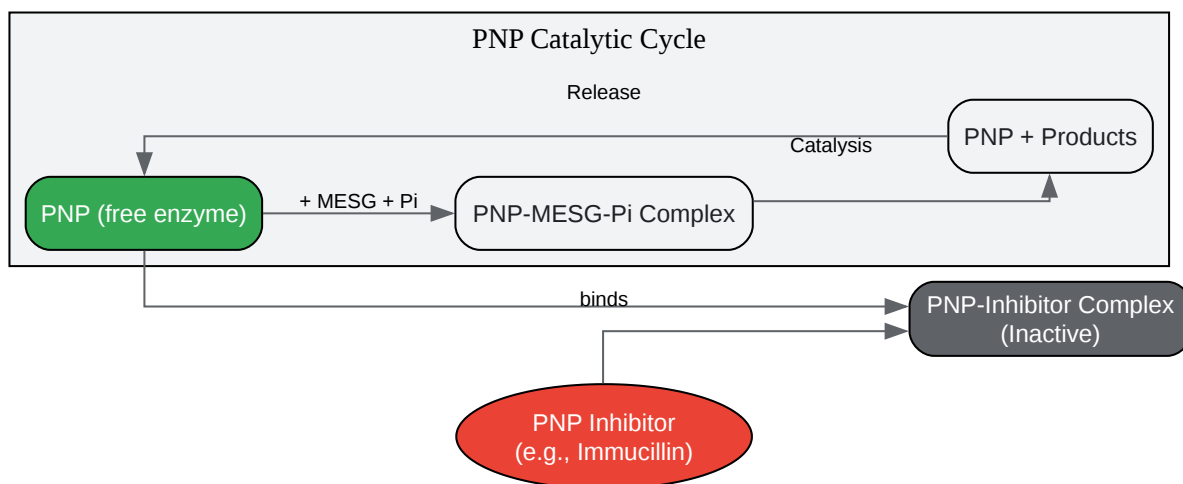 PNP Catalytic Cycle
Release
PNP + Products
Catalysis
PNP (free enzyme)
+ MESG + Pi
PNP-MESG-Pi Complex
binds
PNP-Inhibitor Complex
(Inactive)
PNP Inhibitor
(e.g., Immucillin)